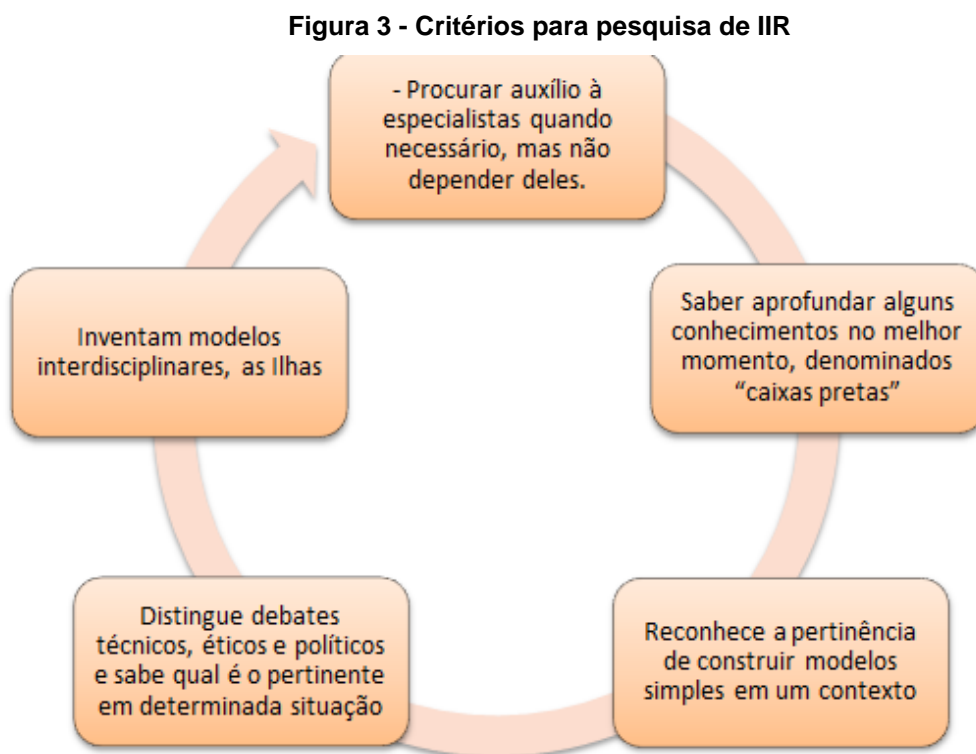 Figura 3 - Critérios para pesquisa de IIR
- Procurar auxílio à
especialistas quando
necessário, mas não
depender deles.
Saber aprofundar alguns
conhecimentos no melhor
momento, denominados
“caixas pretas”
Reconhece a pertinência
de construir modelos
simples em um contexto
Distingue debates
técnicos, éticos e políticos
e sabe qual é o pertinente
em determinada situação
Inventam modelos
interdisciplinares, as Ilhas